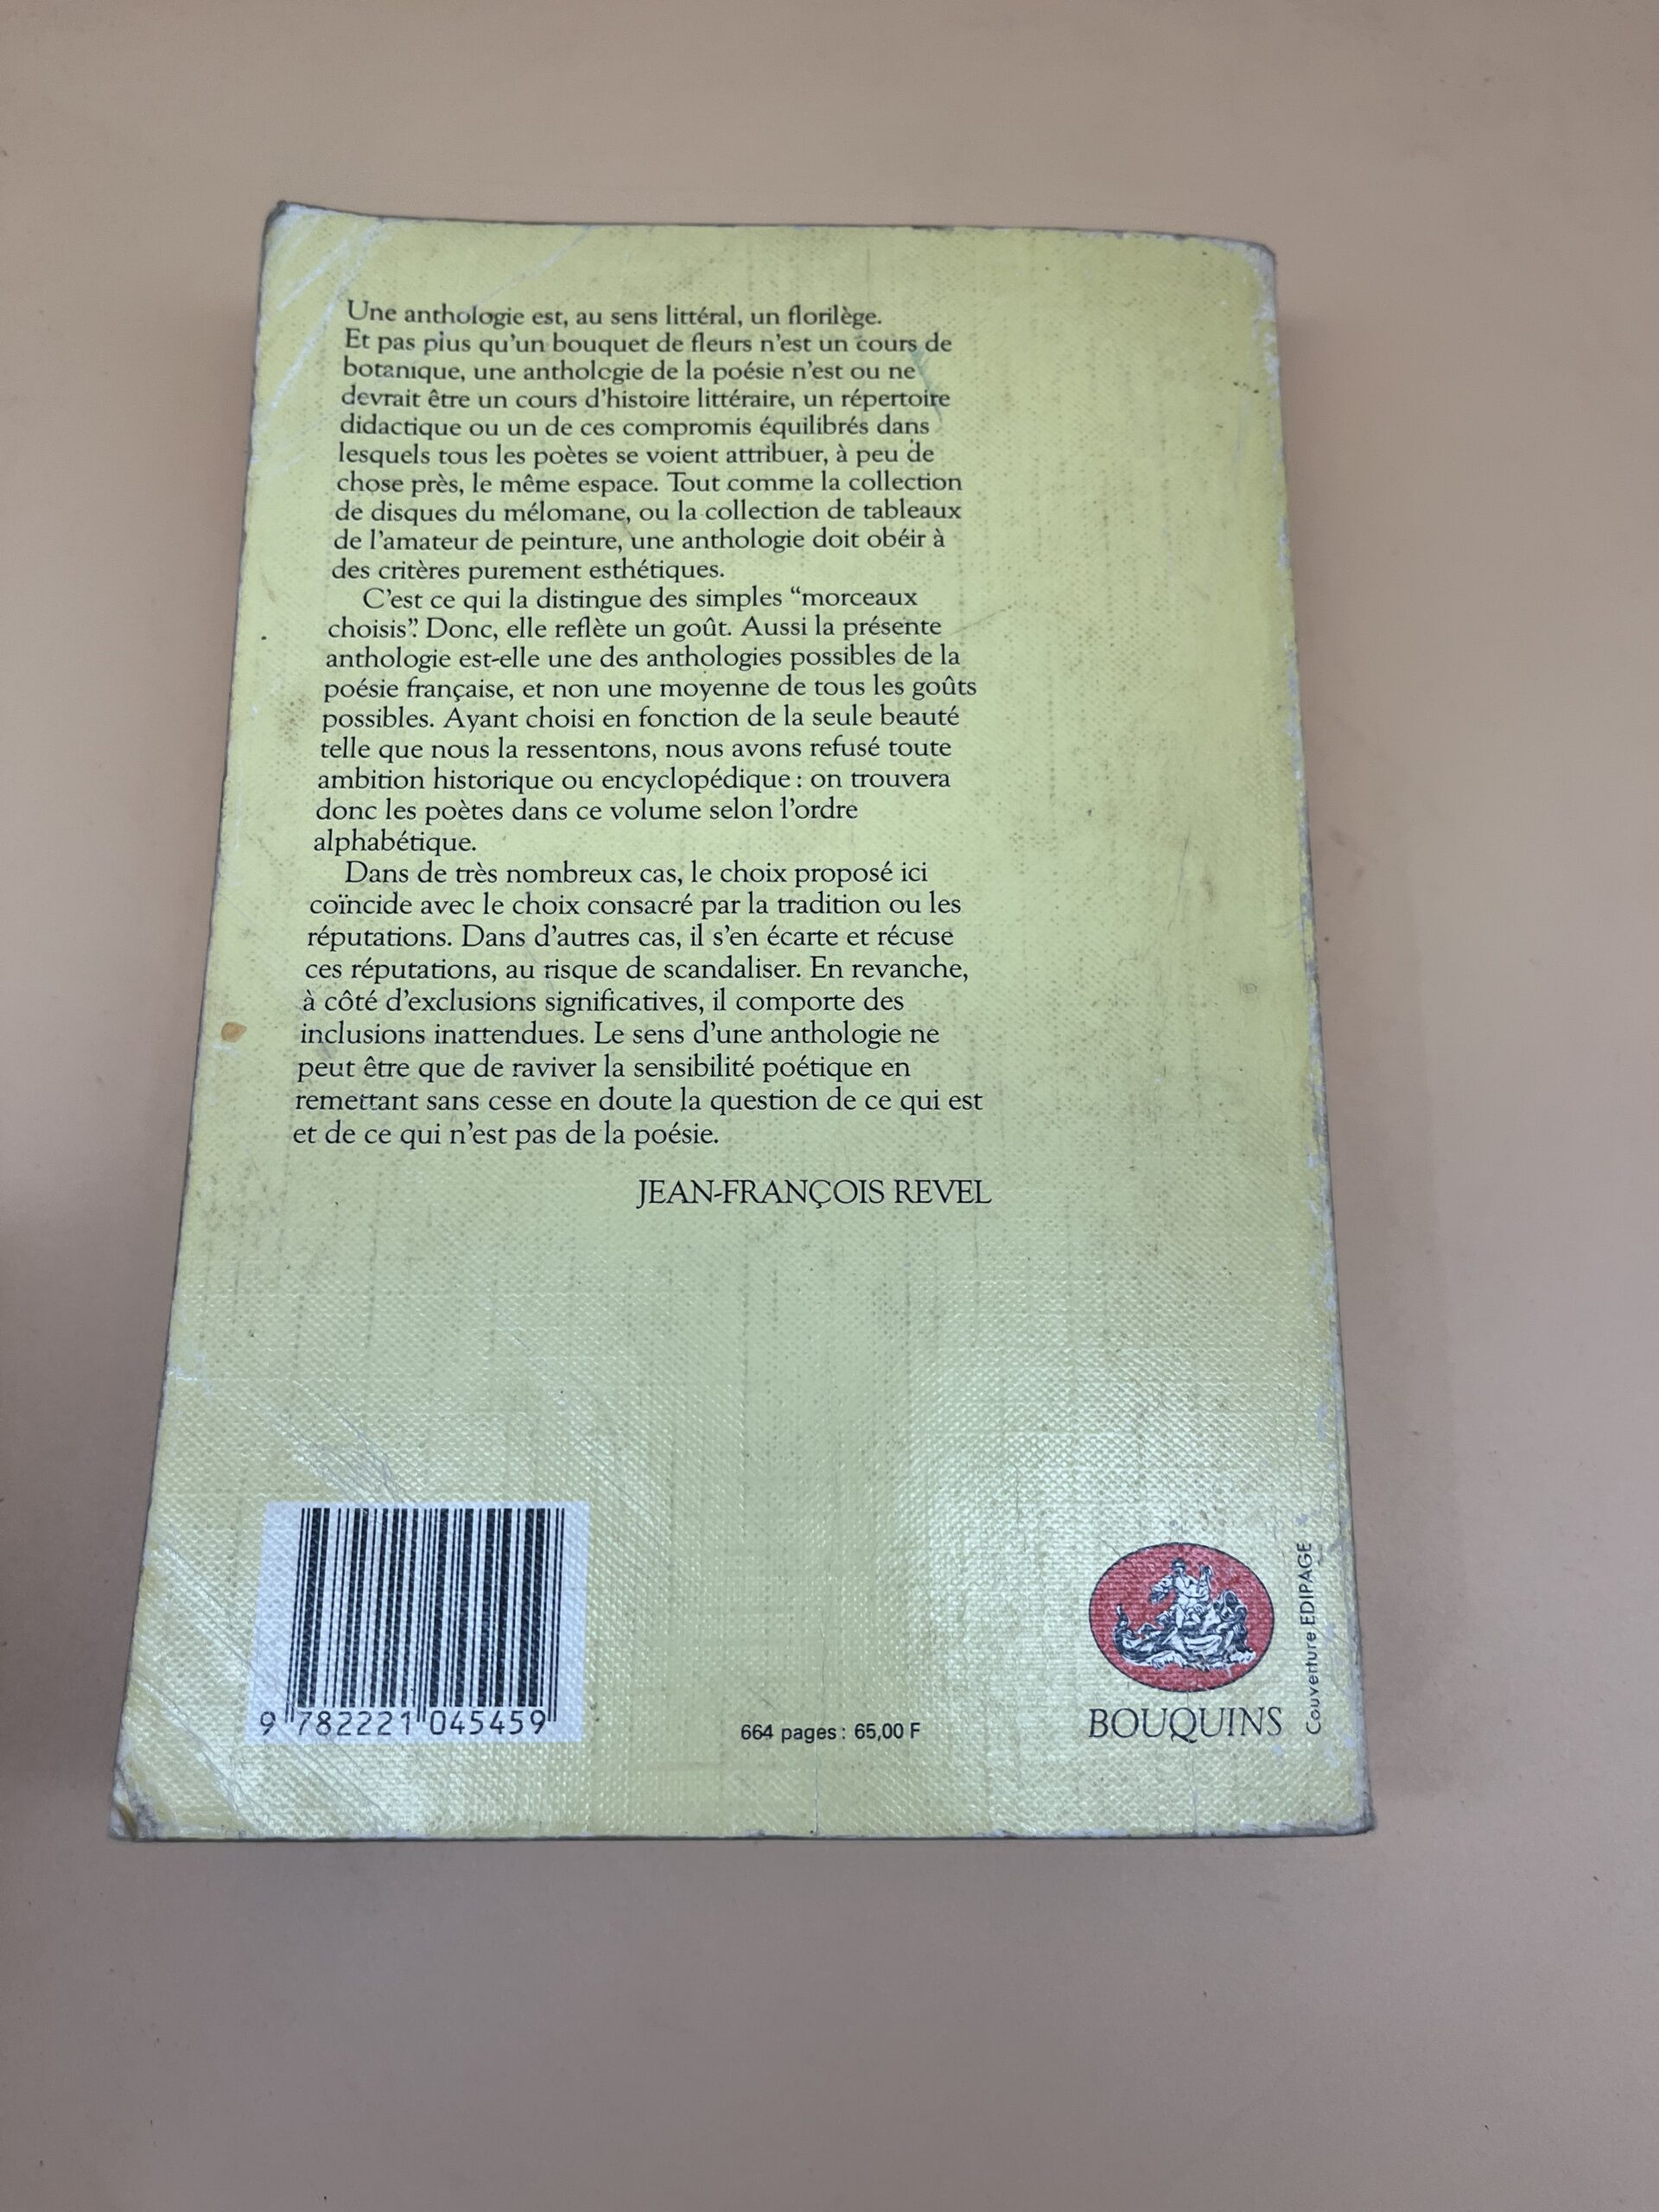 Une anthologie est, au sens littéral, un florilège.
Et pas plus qu'un bouquet de fleurs n'est un cours de
botanique, une anthologie de la poésie n'est ou ne
devrait être un cours d'histoire littéraire, un répertoire
didactique ou un de ces compromis équilibrés dans
lesquels tous les poètes se voient attribuer, à peu de
chose près, le même espace. Tout comme la collection
de disques du mélomane, ou la collection de tableaux
de l'amateur de peinture, une anthologie doit obéir à
des critères purement esthétiques.
C'est ce qui la distingue des simples “morceaux
choisis”. Donc, elle reflète un goût. Aussi la présente
anthologie est-elle une des anthologies possibles de la
poésie française, et non une moyenne de tous les goûts
possibles. Ayant choisi en fonction de la seule beauté
telle que nous la ressentons, nous avons refusé toute
ambition historique ou encyclopédique : on trouvera
donc les poètes dans ce volume selon l'ordre
alphabétique.
Dans de très nombreux cas, le choix proposé ici
coïncide avec le choix consacré par la tradition ou les
réputations. Dans d'autres cas, il s'en écarte et récuse
ces réputations, au risque de scandaliser. En revanche,
à côté d'exclusions significatives, il comporte des
inclusions inattendues. Le sens d'une anthologie ne
peut être que de raviver la sensibilité poétique en
remettant sans cesse en doute la question de ce qui est
et de ce qui n'est pas de la poésie.
JEAN-FRANÇOIS REVEL
9 782221 045459
664 pages : 65,00 F
BOUQUINS
Couverture EDIPAGE